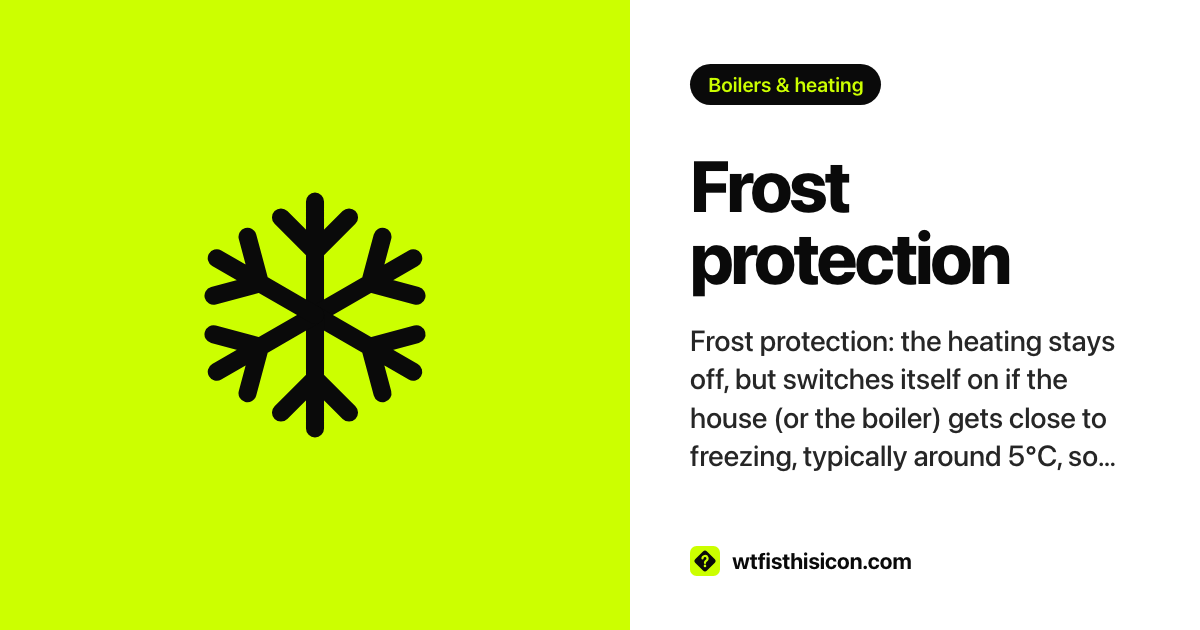 Boilers & heating
Frost
protection
Frost protection: the heating stays
off, but switches itself on if the
house (or the boiler) gets close to
freezing, typically around 5°C, so...
?
wtfisthisicon.com